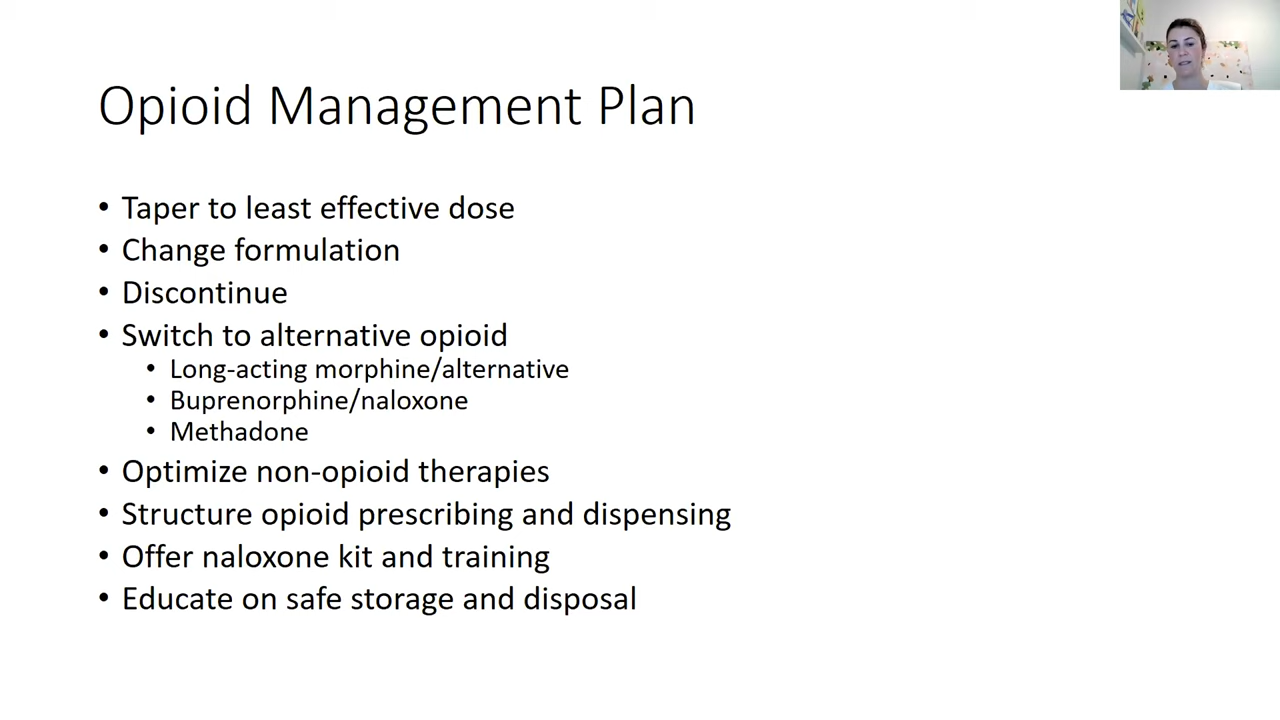 Opioid Management Plan
• Taper to least effective dose
• Change formulation
• Discontinue
• Switch to alternative opioid
• Long-acting morphine/alternative
• Buprenorphine/naloxone
• Methadone
• Optimize non-opioid therapies
• Structure opioid prescribing and dispensing
• Offer naloxone kit and training
• Educate on safe storage and disposal